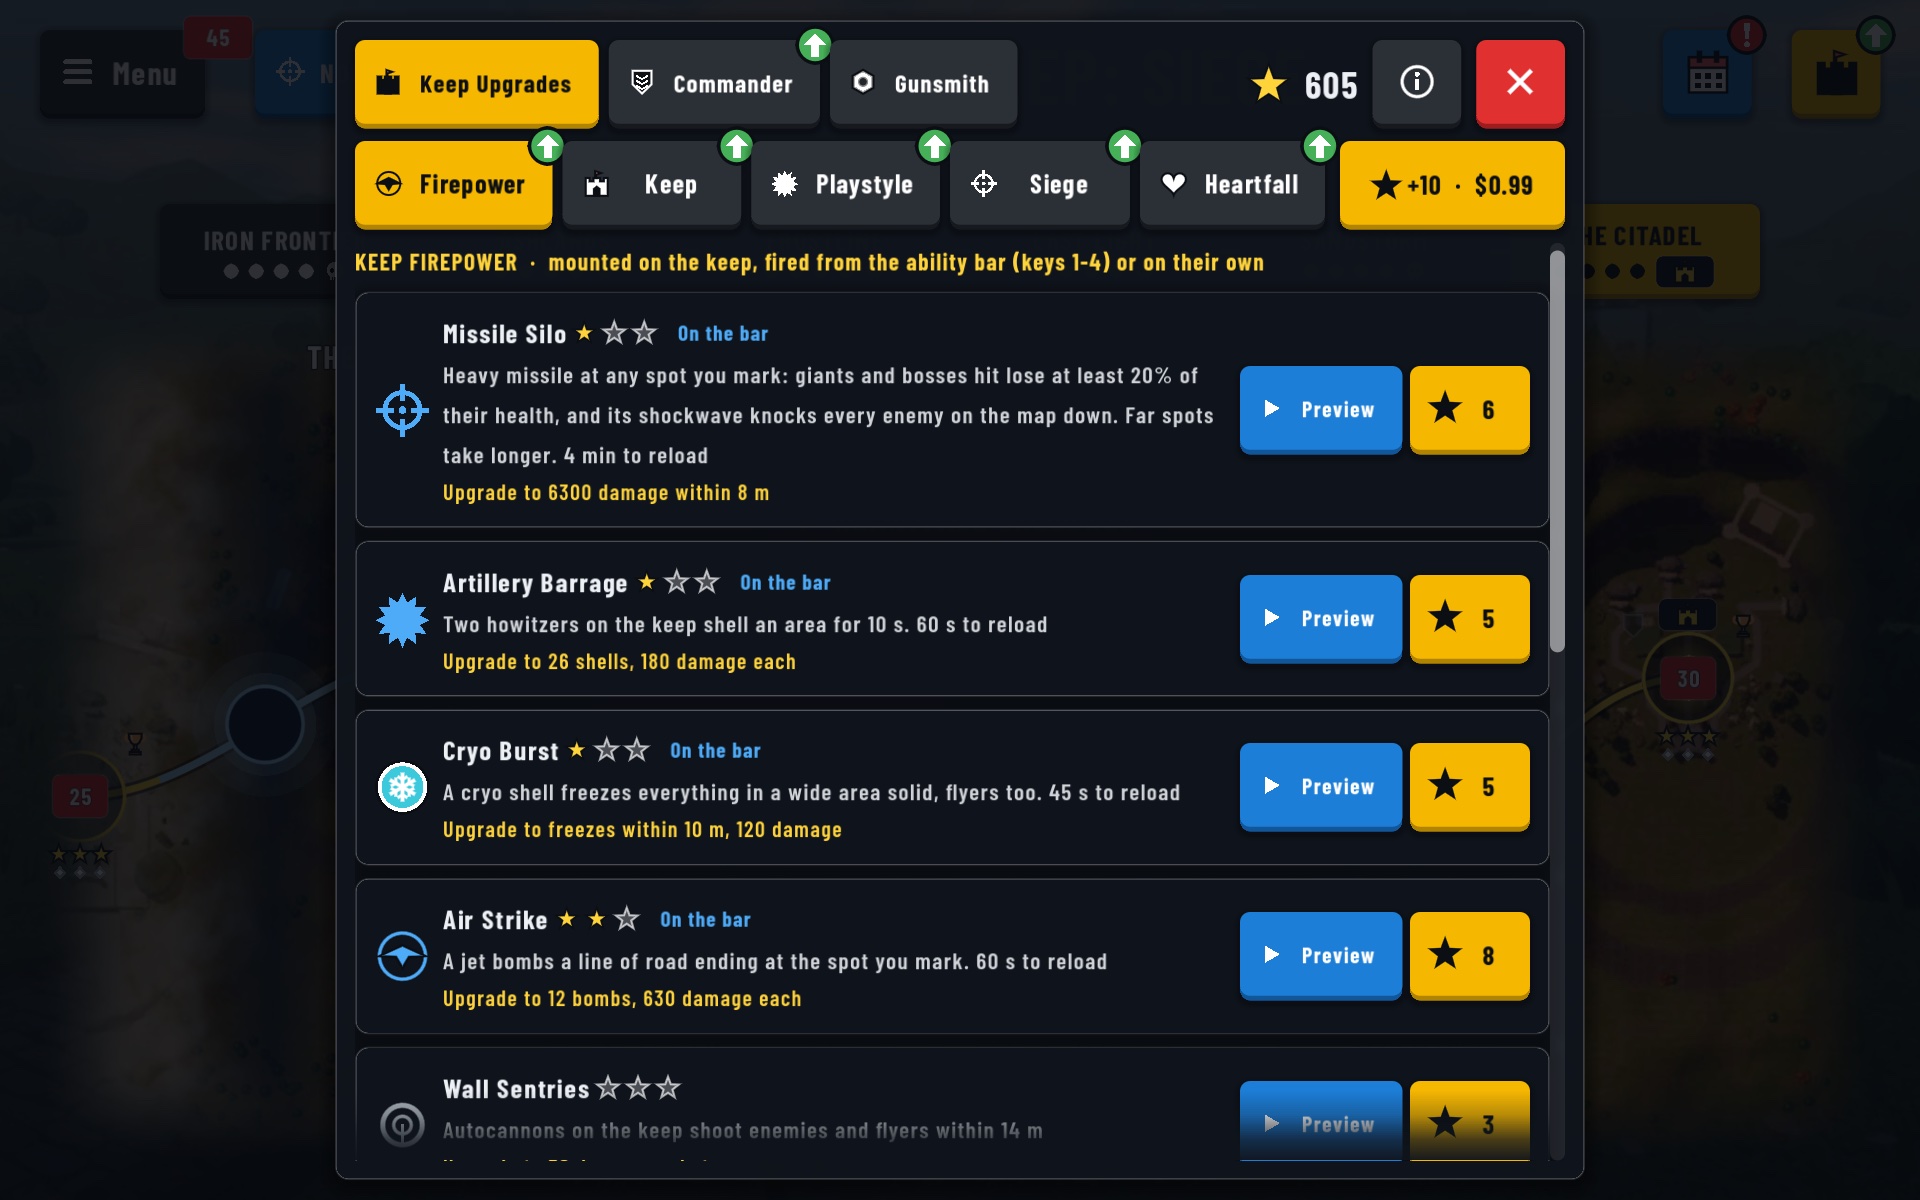 45
Menu
N
Keep Upgrades
Commander
Gunsmith
605
Firepower
Keep
Playstyle
Siege
Heartfall
+10 · $0.99
IRON FRONT
HE CITADEL
TH
KEEP FIREPOWER · mounted on the keep, fired from the ability bar (keys 1-4) or on their own
Missile Silo On the bar
Heavy missile at any spot you mark: giants and bosses hit lose at least 20% of
their health, and its shockwave knocks every enemy on the map down. Far spots
take longer. 4 min to reload
Upgrade to 6300 damage within 8 m
Preview
6
Artillery Barrage On the bar
Two howitzers on the keep shell an area for 10 s. 60 s to reload
Upgrade to 26 shells, 180 damage each
Preview
5
Cryo Burst On the bar
A cryo shell freezes everything in a wide area solid, flyers too. 45 s to reload
Upgrade to freezes within 10 m, 120 damage
Preview
5
Air Strike On the bar
A jet bombs a line of road ending at the spot you mark. 60 s to reload
Upgrade to 12 bombs, 630 damage each
Preview
8
Wall Sentries
Autocannons on the keep shoot enemies and flyers within 14 m
Preview
3
25
30